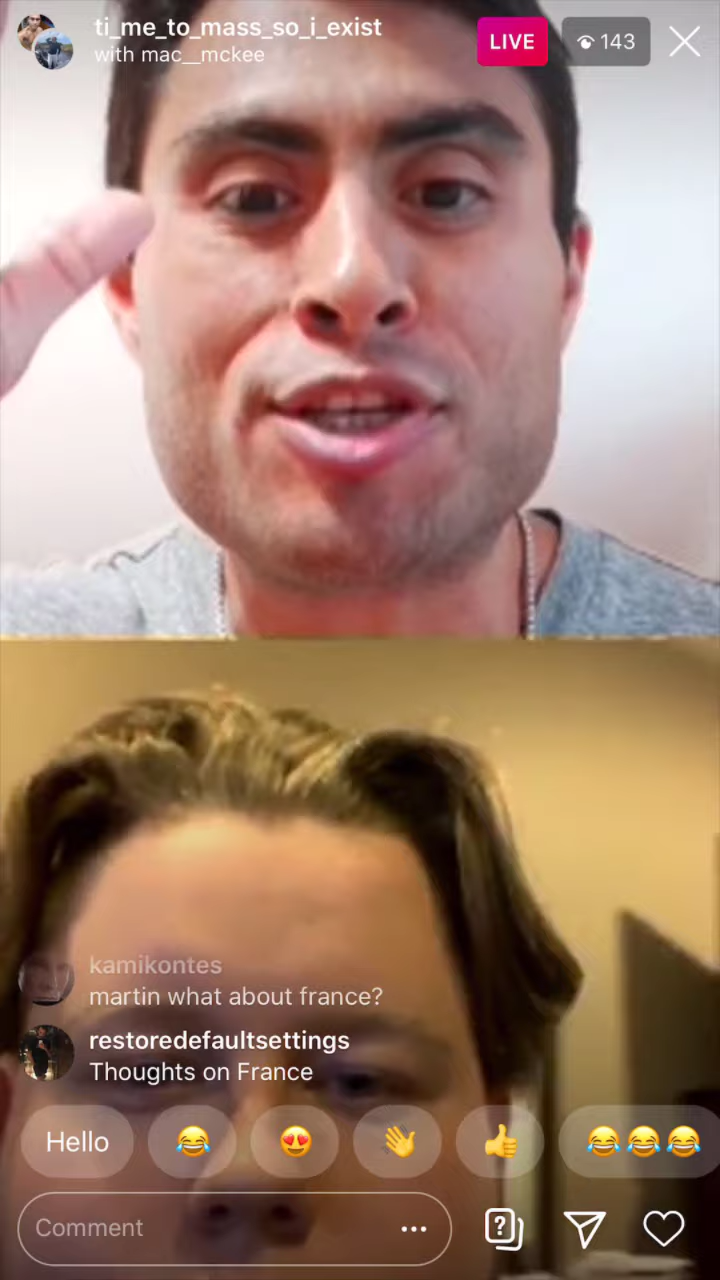 ti_me_to_mass_so_i_exist
LIVE
143
with mac__mckee
kamikontes
martin what about france?
restoredefaultsettings
Thoughts on France
Hello
Comment